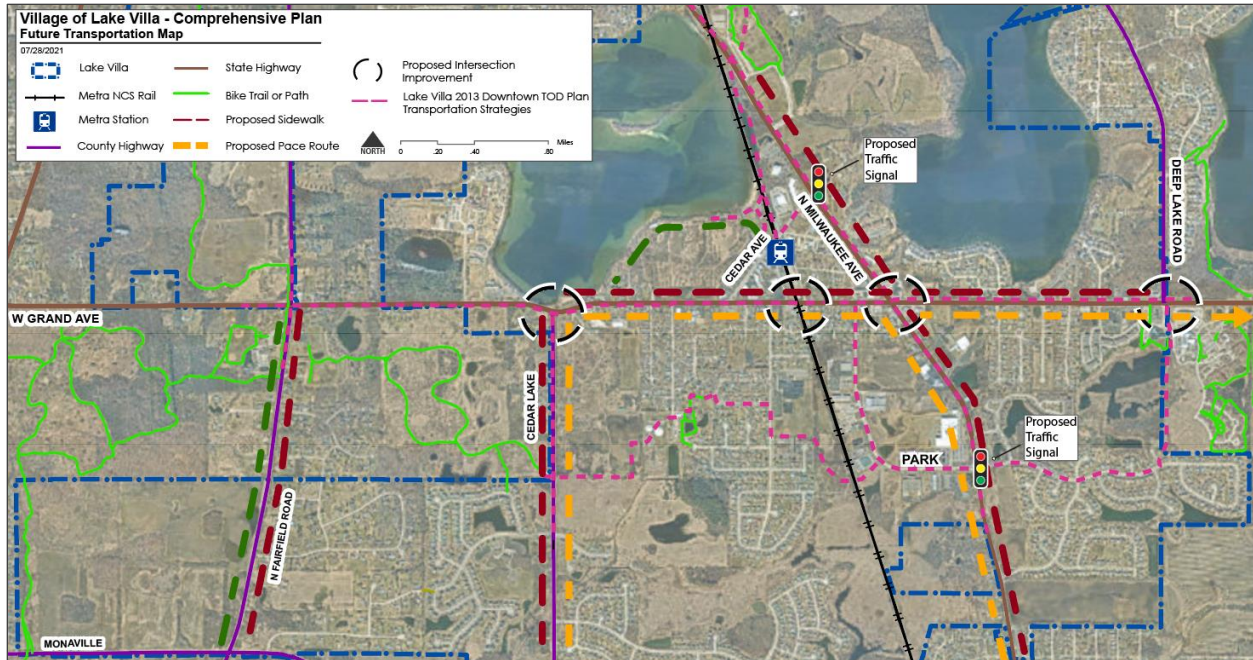 Village of Lake Villa - Comprehensive Plan
Future Transportation Map
07/28/2021
Lake Villa
State Highway
Proposed Intersection
Improvement
Metra NCS Rail
Bike Trail or Path
Lake Villa 2013 Downtown TOD Plan
Transportation Strategies
Metra Station
Proposed Sidewalk
County Highway
Proposed Pace Route
NORTH
0 .20 .40 .80 Miles
Proposed
Traffic
Signal
DEEP LAKE ROAD
N MILWAUKEE AVE
CEDAR AVE
W GRAND AVE
CEDAR LAKE
Proposed
Traffic
Signal
PARK
N FAIRFIELD ROAD
MONAVILLE